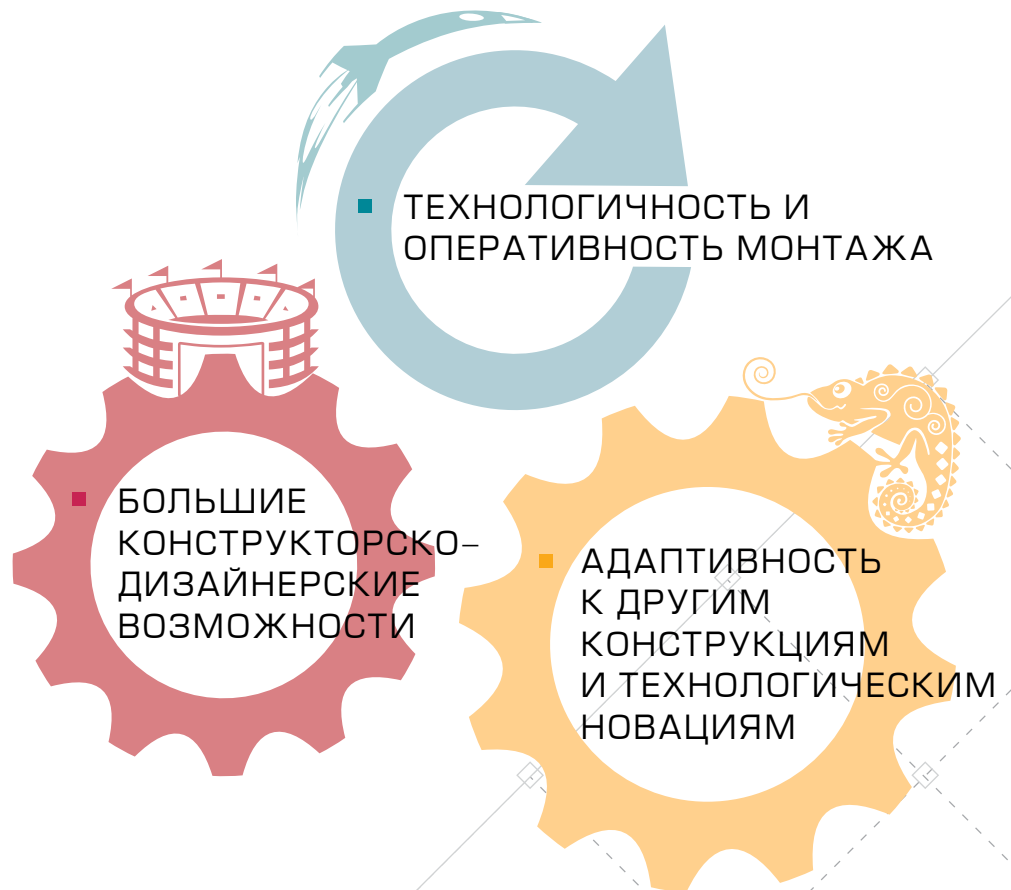 ТЕХНОЛОГИЧНОСТЬ И
ОПЕРАТИВНОСТЬ МОНТАЖА
БОЛЬШИЕ
КОНСТРУКТОРСКО–
ДИЗАЙНЕРСКИЕ
ВОЗМОЖНОСТИ
АДАПТИВНОСТЬ
К ДРУГИМ
КОНСТРУКЦИЯМ
И ТЕХНОЛОГИЧЕСКИМ
НОВАЦИЯМ